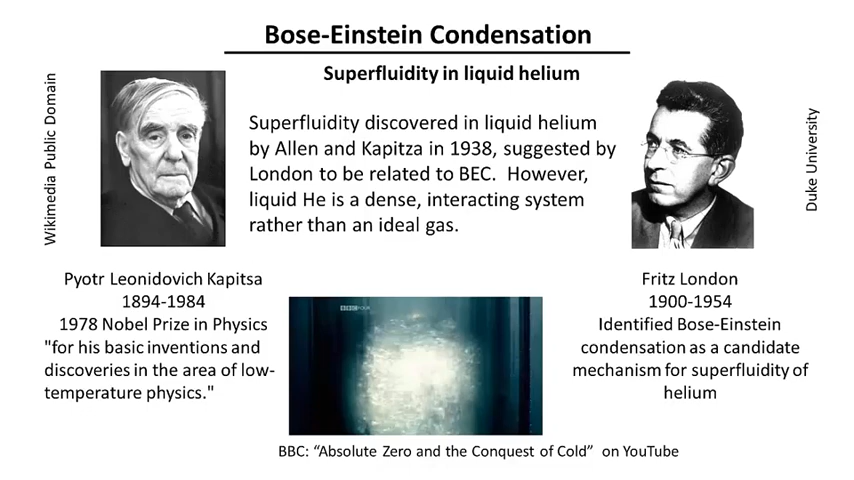 Bose-Einstein Condensation
Superfluidity in liquid helium
Wikimedia Public Domain
Superfluidity discovered in liquid helium
by Allen and Kapitza in 1938, suggested by
London to be related to BEC. However,
liquid He is a dense, interacting system
rather than an ideal gas.
Duke University
Pyotr Leonidovich Kapitsa
1894-1984
1978 Nobel Prize in Physics
"for his basic inventions and
discoveries in the area of low-
temperature physics."
BBC FOUR
Fritz London
1900-1954
Identified Bose-Einstein
condensation as a candidate
mechanism for superfluidity of
helium
BBC: “Absolute Zero and the Conquest of Cold” on YouTube